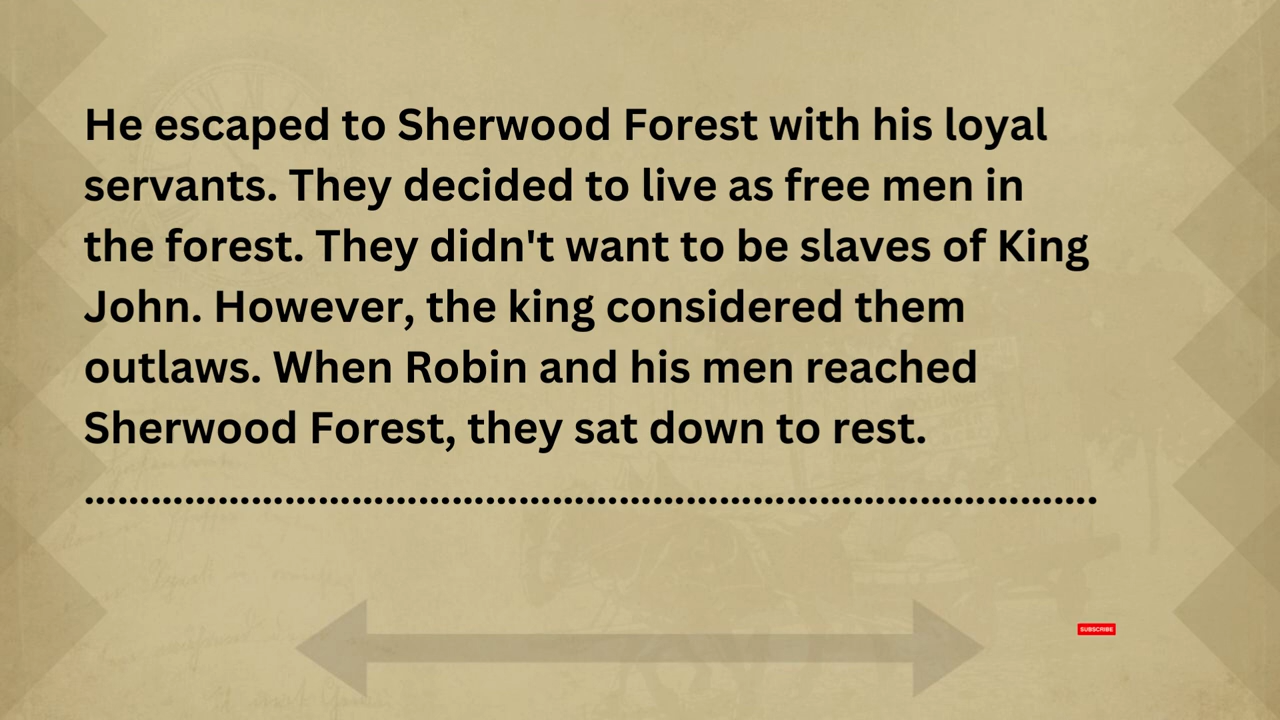 He escaped to Sherwood Forest with his loyal
servants. They decided to live as free men in
the forest. They didn't want to be slaves of King
John. However, the king considered them
outlaws. When Robin and his men reached
Sherwood Forest, they sat down to rest.
...........................................................................................
SUBSCRIBE